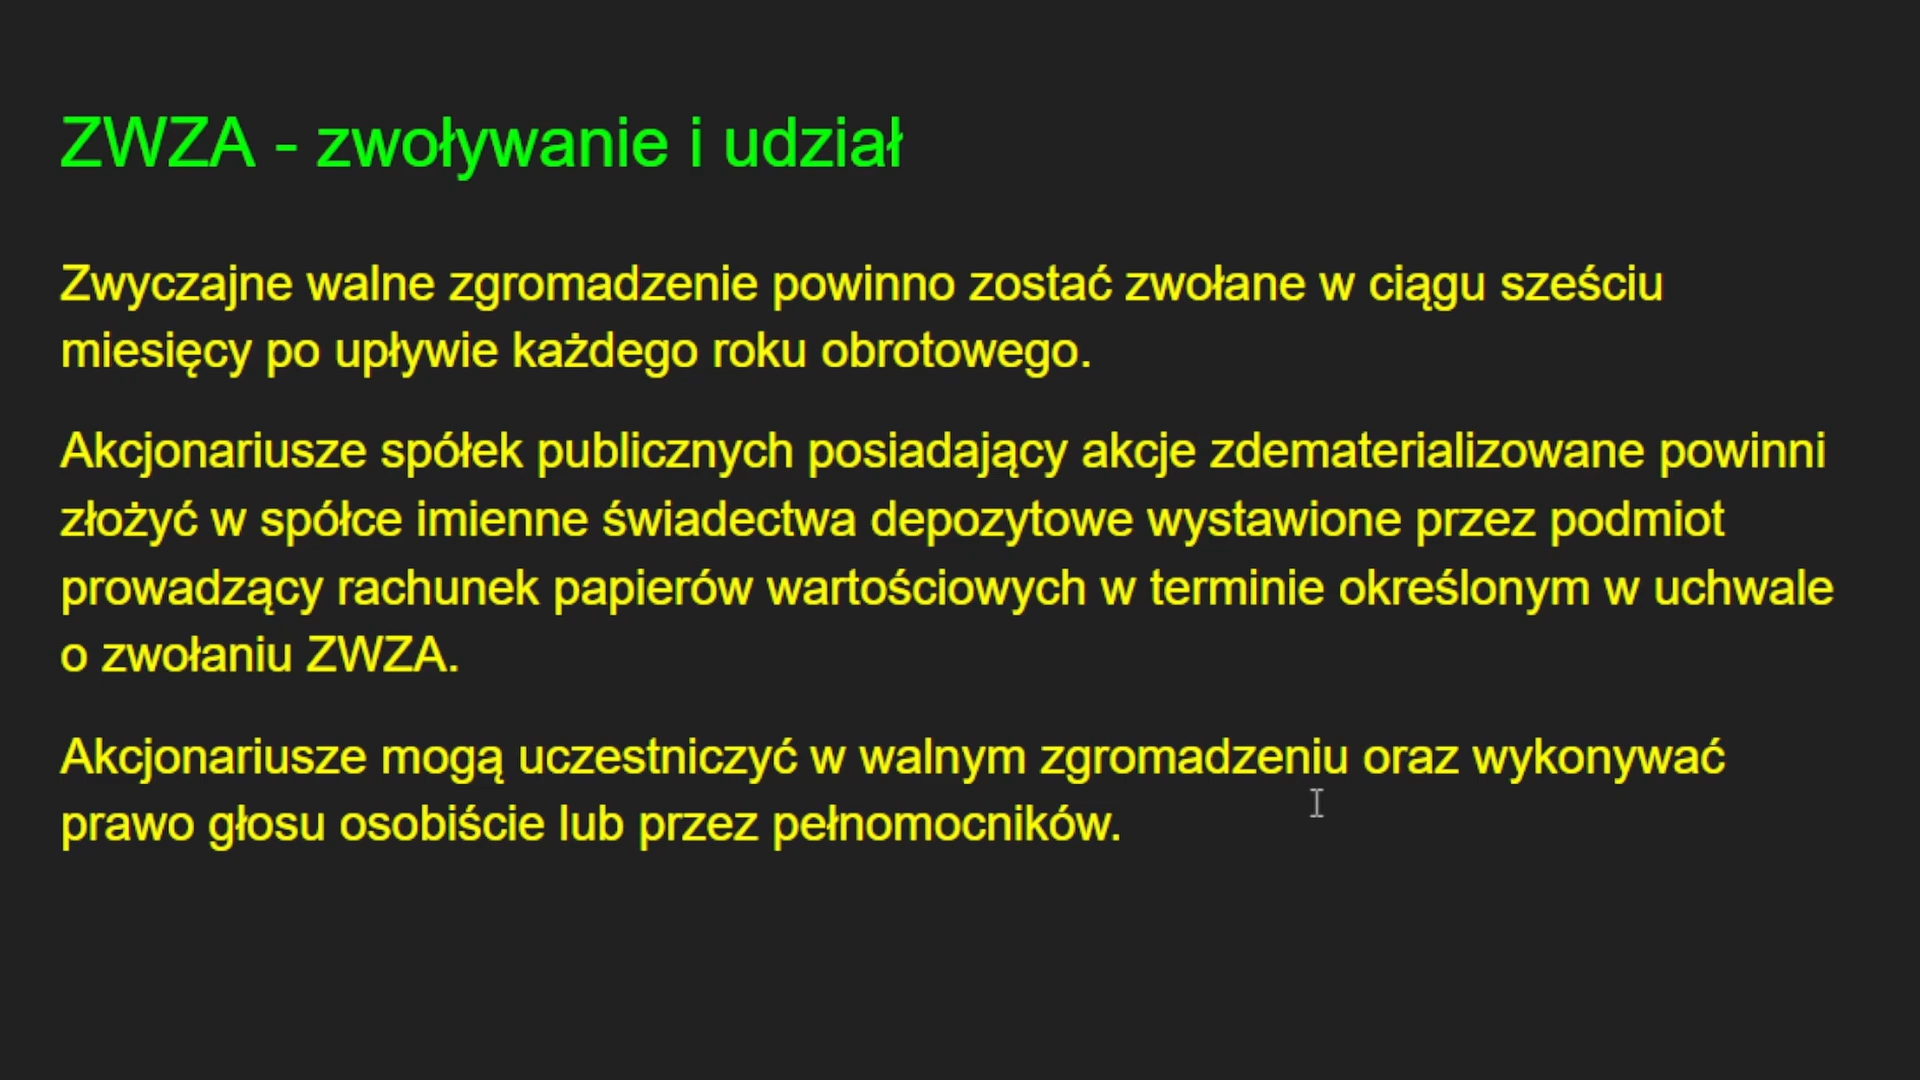 ZWZA - zwoływanie i udział
Zwyczajne walne zgromadzenie powinno zostać zwołane w ciągu sześciu
miesięcy po upływie każdego roku obrotowego.
Akcjonariusze spółek publicznych posiadający akcje zdematerializowane powinni
złożyć w spółce imienne świadectwa depozytowe wystawione przez podmiot
prowadzący rachunek papierów wartościowych w terminie określonym w uchwale
o zwołaniu ZWZA.
Akcjonariusze mogą uczestniczyć w walnym zgromadzeniu oraz wykonywać
prawo głosu osobiście lub przez pełnomocników.